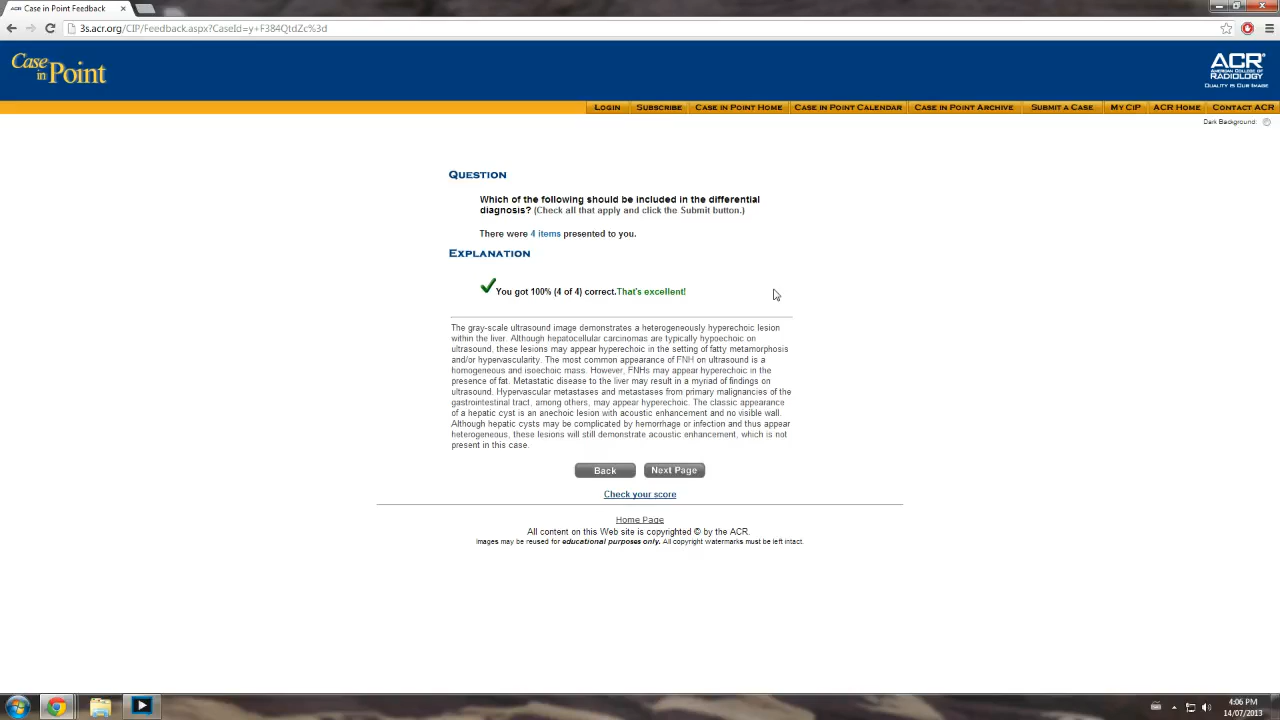 Case in Point Feedback
3s.acr.org/CIP/Feedback.aspx?CaseId=y+F384QtdZc%3d
Case
in Point
ACR
AMERICAN COLLEGE OF
RADIOLOGY
QUALITY IS OUR IMAGE
LOGIN SUBSCRIBE CASE IN POINT HOME CASE IN POINT CALENDAR CASE IN POINT ARCHIVE SUBMIT A CASE MY CIP ACR HOME CONTACT ACR
Dark Background:
QUESTION
Which of the following should be included in the differential
diagnosis? (Check all that apply and click the Submit button.)
There were 4 items presented to you.
EXPLANATION
You got 100% (4 of 4) correct.That's excellent!
The gray-scale ultrasound image demonstrates a heterogeneously hyperechoic lesion
within the liver. Although hepatocellular carcinomas are typically hypoechoic on
ultrasound, these lesions may appear hyperechoic in the setting of fatty metamorphosis
and/or hypervascularity. The most common appearance of FNH on ultrasound is a
homogeneous and isoechoic mass. However, FNHs may appear hyperechoic in the
presence of fat. Metastatic disease to the liver may result in a myriad of findings on
ultrasound. Hypervascular metastases and metastases from primary malignancies of the
gastrointestinal tract, among others, may appear hyperechoic. The classic appearance
of a hepatic cyst is an anechoic lesion with acoustic enhancement and no visible wall.
Although hepatic cysts may be complicated by hemorrhage or infection and thus appear
heterogeneous, these lesions will still demonstrate acoustic enhancement, which is not
present in this case.
Back Next Page
Check your score
Home Page
All content on this Web site is copyrighted © by the ACR.
Images may be reused for educational purposes only. All copyright watermarks must be left intact.
4:06 PM
14/07/2013